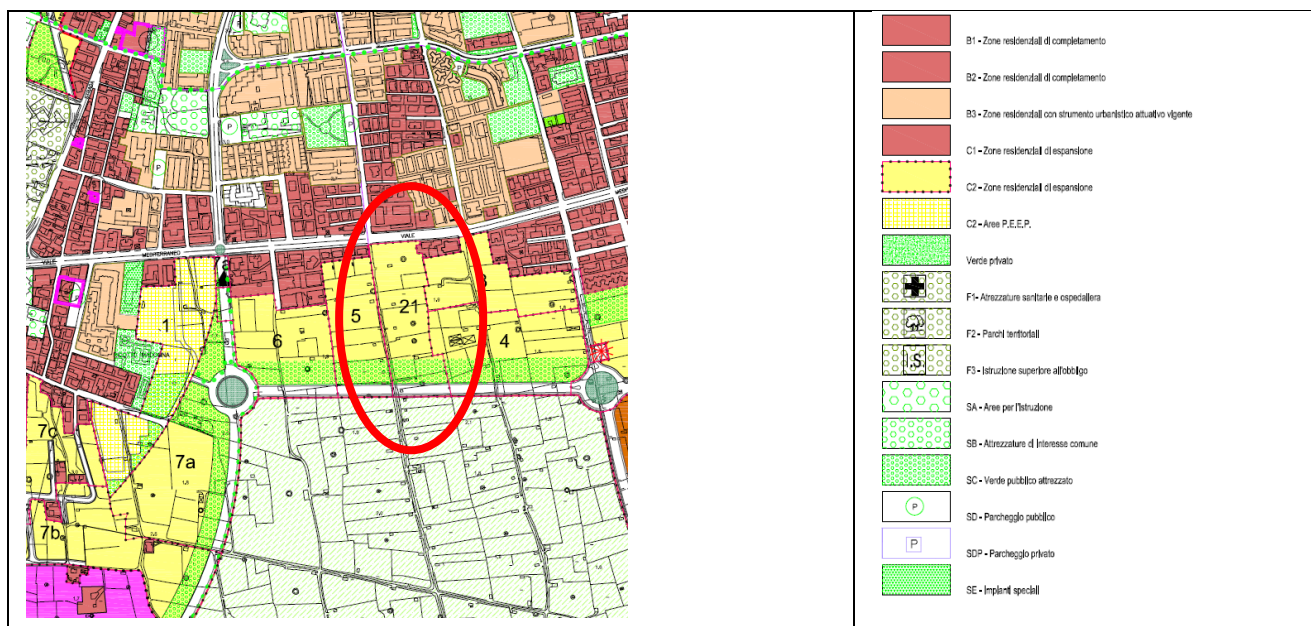 P
P
VIALE
VIALE
MEDITERRANEO
1
6
5
21
4
7c
7a
7b
B1 - Zone residenziali di completamento
B2 - Zone residenziali di completamento
B3 - Zone residenziali con strumento urbanistico attuativo vigente
C1 - Zone residenziali di espansione
C2 - Zone residenziali di espansione
C2 - Aree P.E.E.P.
Verde privato
F1- Attrezzature sanitarie e ospedaliera
F2 - Parchi territoriali
I.S
F3 - Istruzione superiore all'obbligo
SA - Aree per l'Istruzione
SB - Attrezzature di Interesse comune
SC - Verde pubblico attrezzato
P
SD - Parcheggio pubblico
P
SDP - Parcheggio privato
SE - Impianti speciali